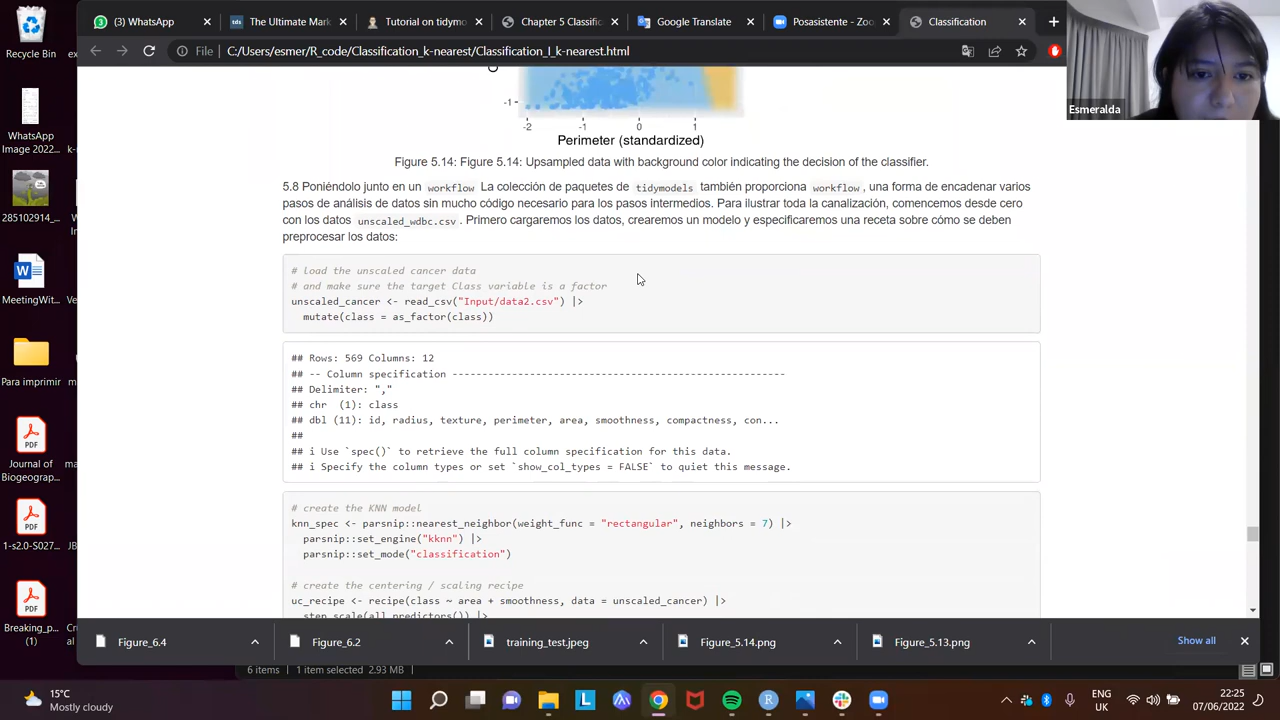 Recycle Bin
WhatsApp
Image 2022...
285102914_...
MeetingWit...
Para imprimir
Journal of
Biogeograp...
1-s2.0-S027...
Breaking_p...
(1)
(3) WhatsApp
The Ultimate Mark
Tutorial on tidymo
Chapter 5 Classific
Google Translate
Posasistente - Zoo
Classification
File
C:/Users/esmer/R_code/Classification_k-nearest/Classification_I_k-nearest.html
Esmeralda
-1
-2 -1 0 1
Perimeter (standardized)
Figure 5.14: Figure 5.14: Upsampled data with background color indicating the decision of the classifier.
5.8 Poniéndolo junto en un workflow La colección de paquetes de tidymodels también proporciona workflow, una forma de encadenar varios
pasos de análisis de datos sin mucho código necesario para los pasos intermedios. Para ilustrar toda la canalización, comencemos desde cero
con los datos unscaled_wdbc.csv. Primero cargaremos los datos, crearemos un modelo y especificaremos una receta sobre cómo se deben
preprocesar los datos:
# load the unscaled cancer data
# and make sure the target Class variable is a factor
unscaled_cancer <- read_csv("Input/data2.csv") |>
mutate(class = as_factor(class))
## Rows: 569 Columns: 12
## -- Column specification --------------------------------------------------------
## Delimiter: ","
## chr (1): class
## dbl (11): id, radius, texture, perimeter, area, smoothness, compactness, con...
##
## i Use `spec()` to retrieve the full column specification for this data.
## i Specify the column types or set `show_col_types = FALSE` to quiet this message.
# create the KNN model
knn_spec <- parsnip::nearest_neighbor(weight_func = "rectangular", neighbors = 7) |>
parsnip::set_engine("kknn") |>
parsnip::set_mode("classification")
# create the centering / scaling recipe
uc_recipe <- recipe(class ~ area + smoothness, data = unscaled_cancer) |>
step_scale(all_predictors()) |>
Figure_6.4
Figure_6.2
training_test.jpeg
Figure_5.14.png
Figure_5.13.png
Show all
6 items 1 item selected 2.93 MB
15°C
Mostly cloudy
ENG
UK
22:25
07/06/2022